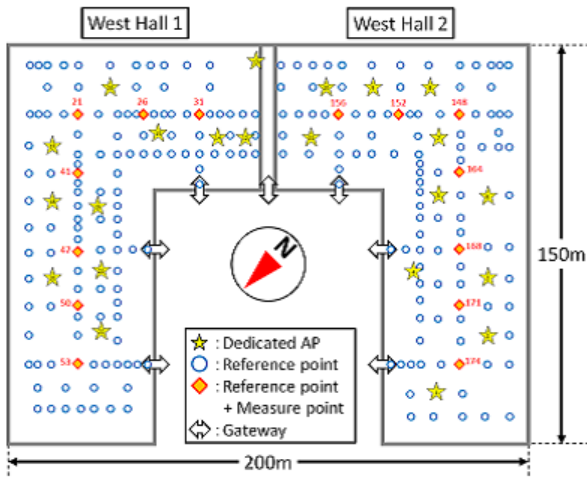 West Hall 1
West Hall 2
21
26
31
156
152
148
41
164
47
168
50
171
53
174
N
: Dedicated AP
: Reference point
: Reference point
+ Measure point
: Gateway
150m
200m